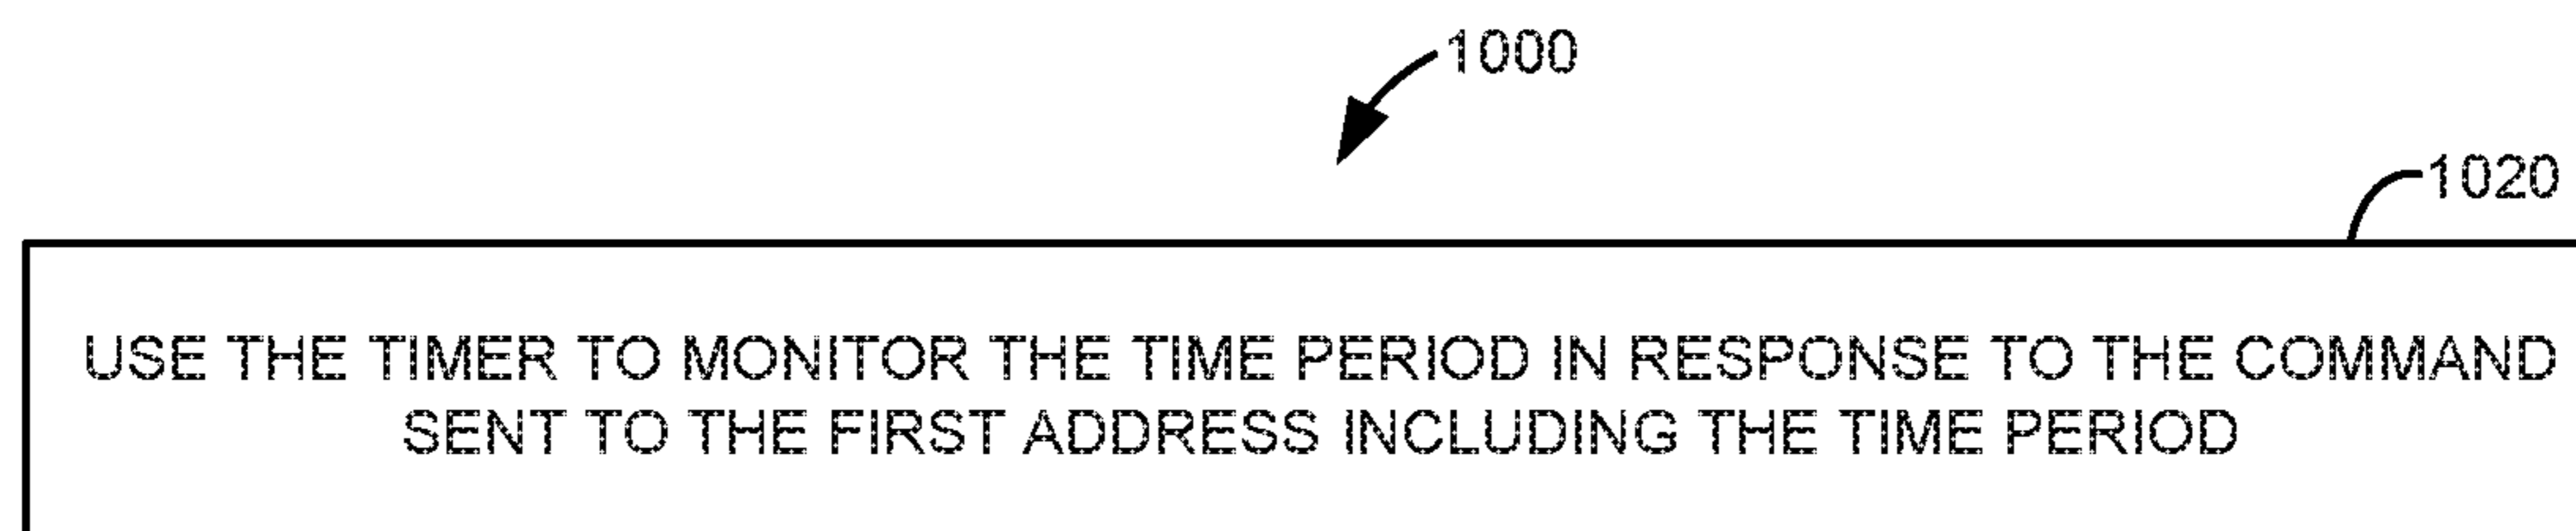 1000
1020
USE THE TIMER TO MONITOR THE TIME PERIOD IN RESPONSE TO THE COMMAND
SENT TO THE FIRST ADDRESS INCLUDING THE TIME PERIOD